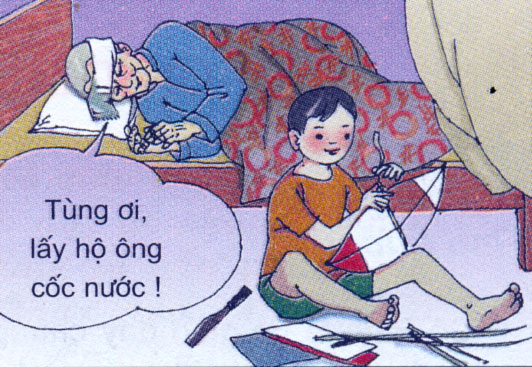 Tùng ơi,
lấy hộ ông
cốc nước !